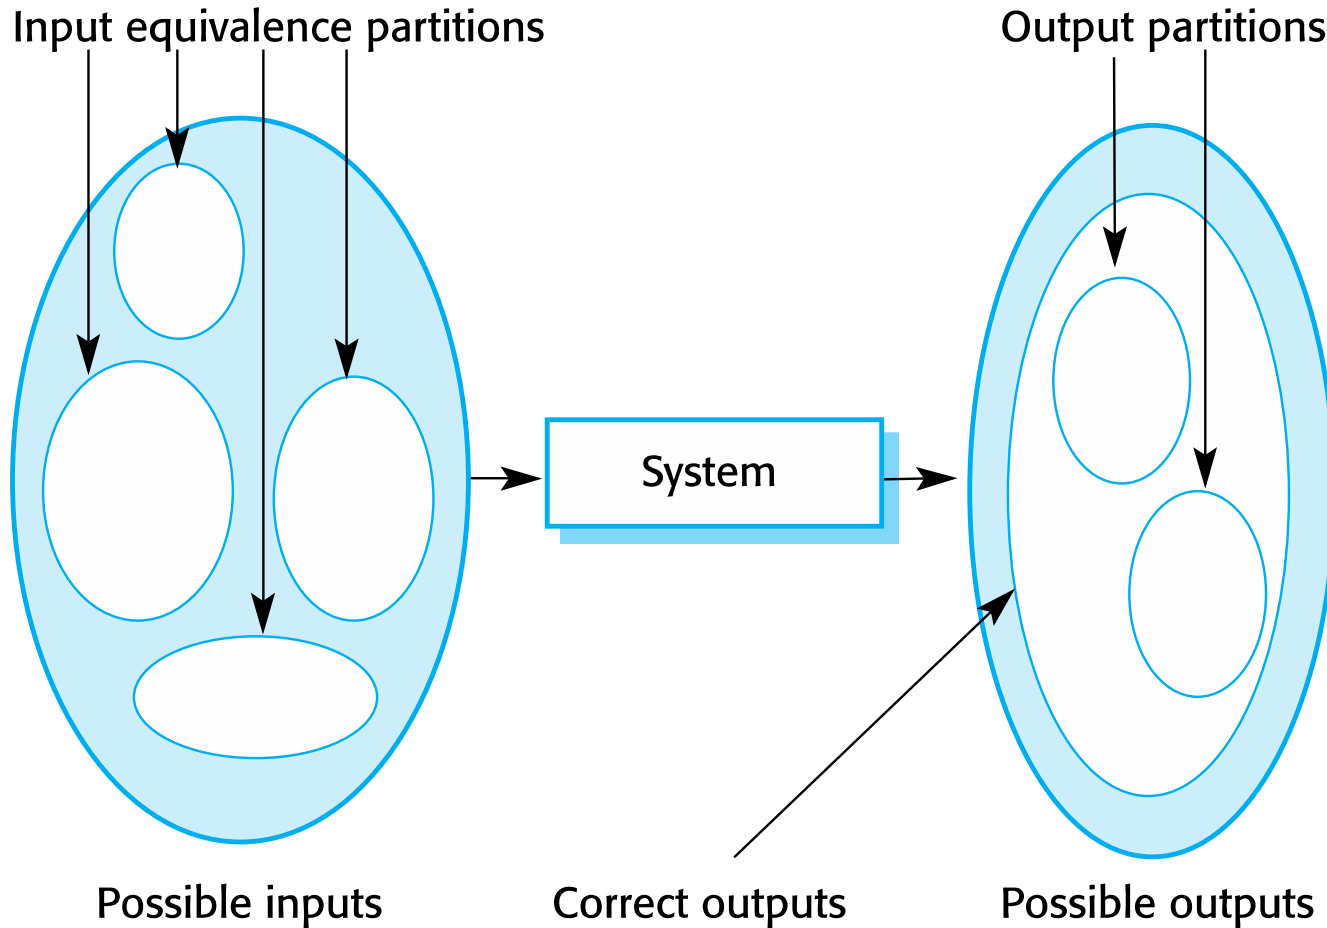 Input equivalence partitions
Output partitions
System
Possible inputs
Correct outputs
Possible outputs